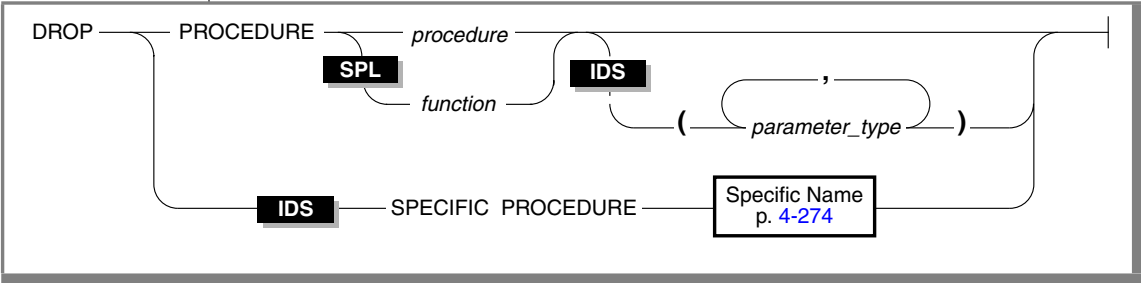 DROP PROCEDURE procedure
SPL IDS
function
,
( parameter_type )
IDS SPECIFIC PROCEDURE Specific Name
p. 4-274